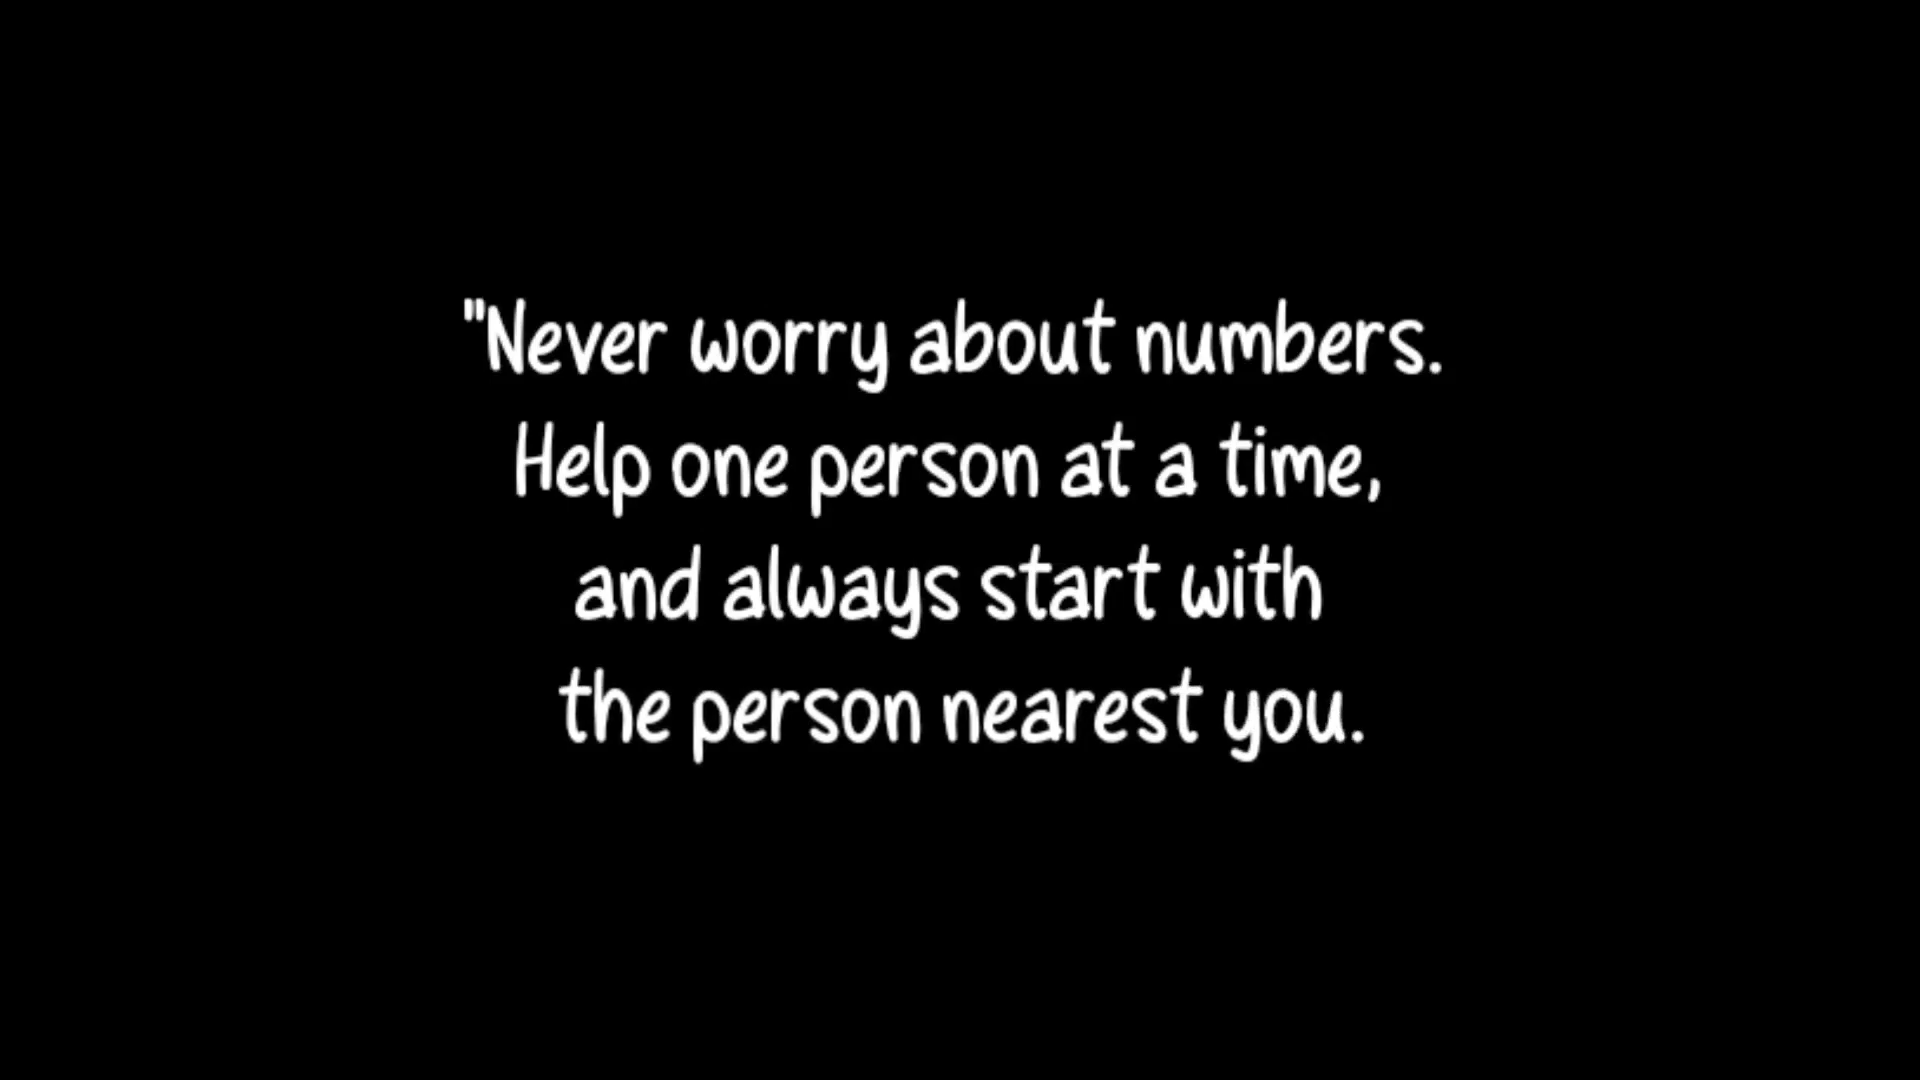 "Never worry about numbers.
Help one person at a time,
and always start with
the person nearest you.